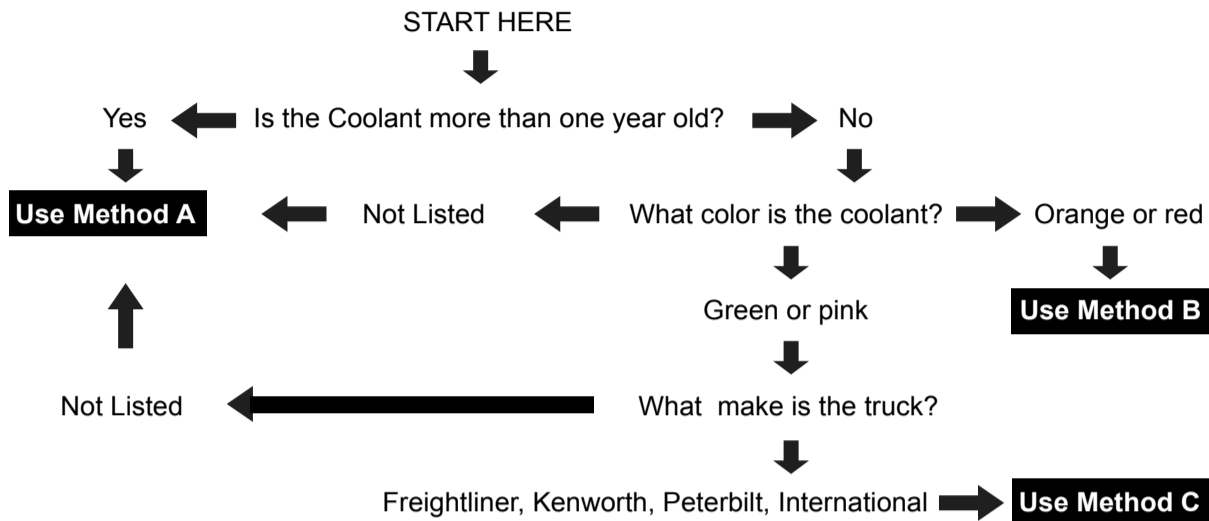 START HERE
Yes
Is the Coolant more than one year old?
No
Use Method A
Not Listed
What color is the coolant?
Orange or red
Green or pink
Use Method B
Not Listed
What make is the truck?
Freightliner, Kenworth, Peterbilt, International
Use Method C